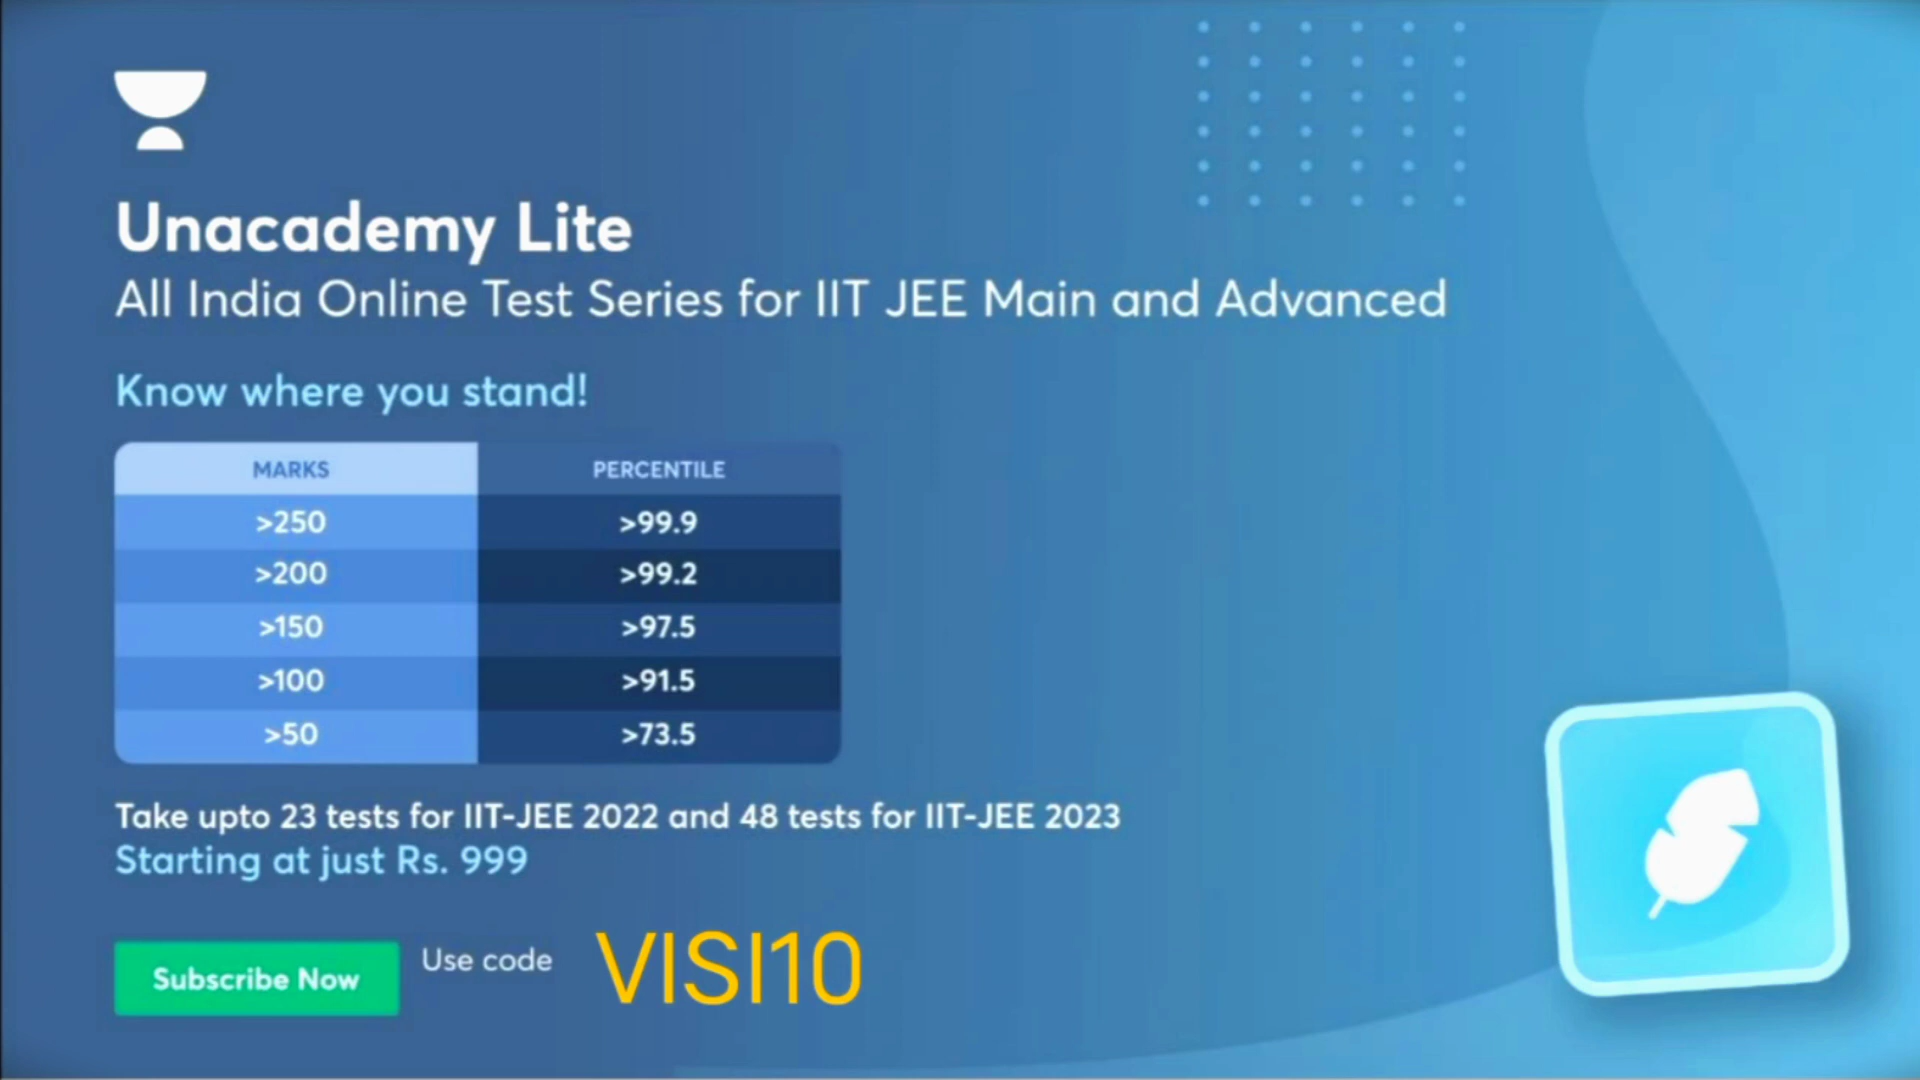 Unacademy Lite
All India Online Test Series for IIT JEE Main and Advanced
Know where you stand!
MARKS PERCENTILE
>250 >99.9
>200 >99.2
>150 >97.5
>100 >91.5
>50 >73.5
Take upto 23 tests for IIT-JEE 2022 and 48 tests for IIT-JEE 2023
Starting at just Rs. 999
Subscribe Now Use code VISI10